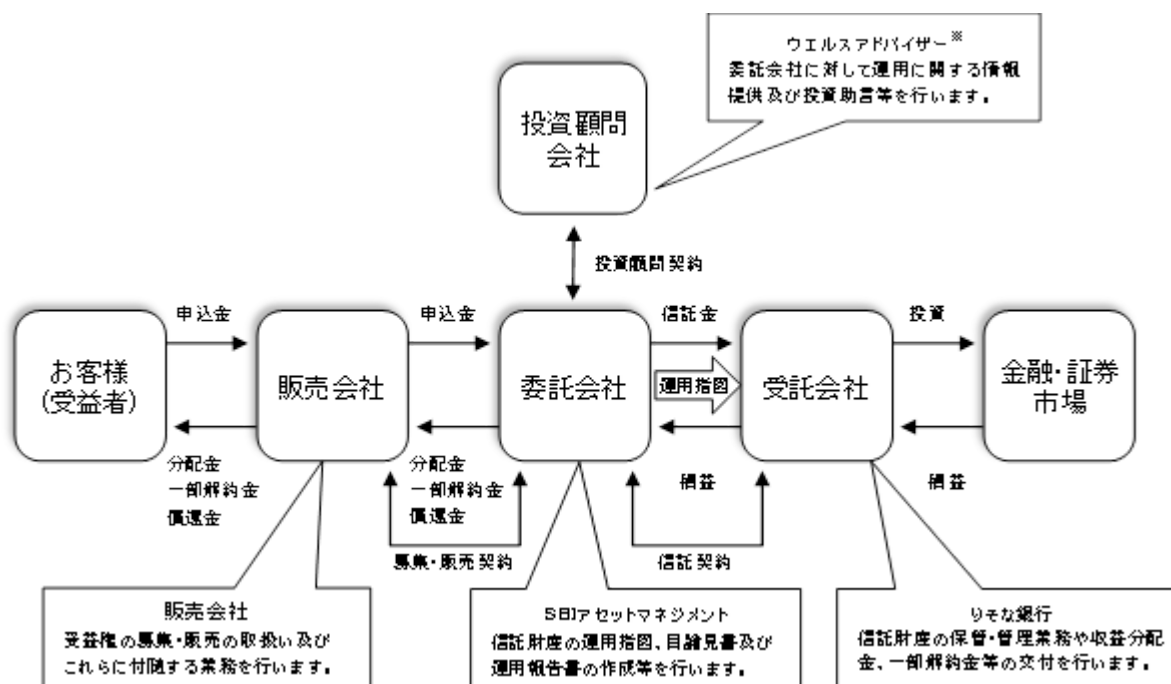 ウエルスアドバイザー※
委託会社に対して運用に関する情報
提供及び投資助言等を行います。
投資顧問
会社
投資顧問契約
申込金
申込金
信託金
投資
お客様
(受益者)
販売会社
委託会社
運用指図
受託会社
金融・証券
市場
分配金
一部解約金
償還金
分配金
一部解約金
償還金
損益
損益
募集・販売契約
信託契約
販売会社
受益権の募集・販売の取扱い及び
これらに付随する業務を行います。
SBIアセットマネジメント
信託財産の運用指図、目論見書及び
運用報告書の作成等を行います。
りそな銀行
信託財産の保管・管理業務や収益分配
金、一部解約金等の交付を行います。